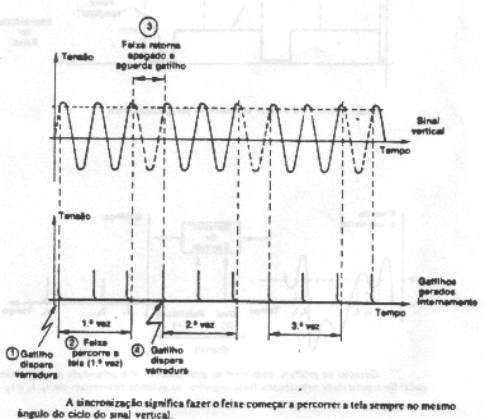 ③
Feixe retorna
apagado e
aguarda gatilho
Tensão
Sinal
vertical
Tempo
Tensão
Gatilhos
gerados
internamente
Tempo
1.ª vez
2.ª vez
3.ª vez
① Gatilho
dispara
varredura
② Feixe
percorre a
tela (1.ª vez)
④ Gatilho
dispara
varredura
A sincronização significa fazer o feixe começar a percorrer a tela sempre no mesmo
ângulo do ciclo do sinal vertical.